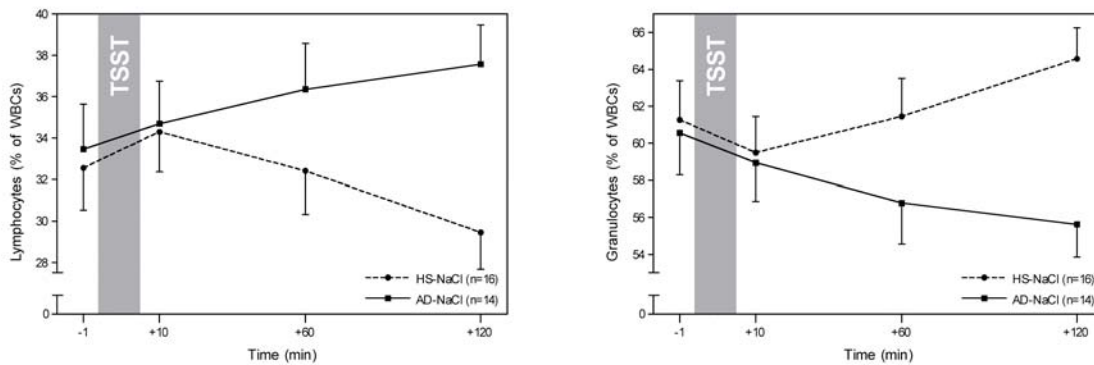 40
38
36
34
32
30
28
0
Lymphocytes (% of WBCs)
TSST
HS-NaCl (n=16)
AD-NaCl (n=14)
-1
+10
+60
+120
Time (min)
66
64
62
60
58
56
54
0
Granulocytes (% of WBCs)
TSST
HS-NaCl (n=16)
AD-NaCl (n=14)
-1
+10
+60
+120
Time (min)